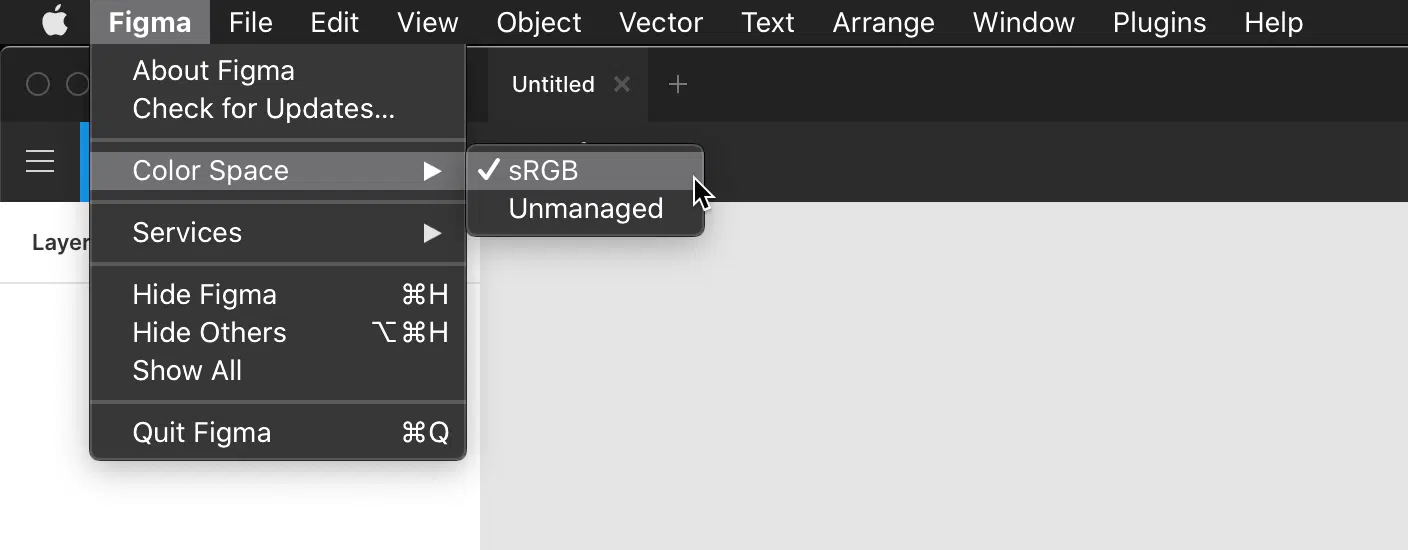 Figma File Edit View Object Vector Text Arrange Window Plugins Help
About Figma
Check for Updates...
Untitled
Color Space
sRGB
Unmanaged
Services
Layer
Hide Figma ⌘H
Hide Others ⌥⌘H
Show All
Quit Figma ⌘Q